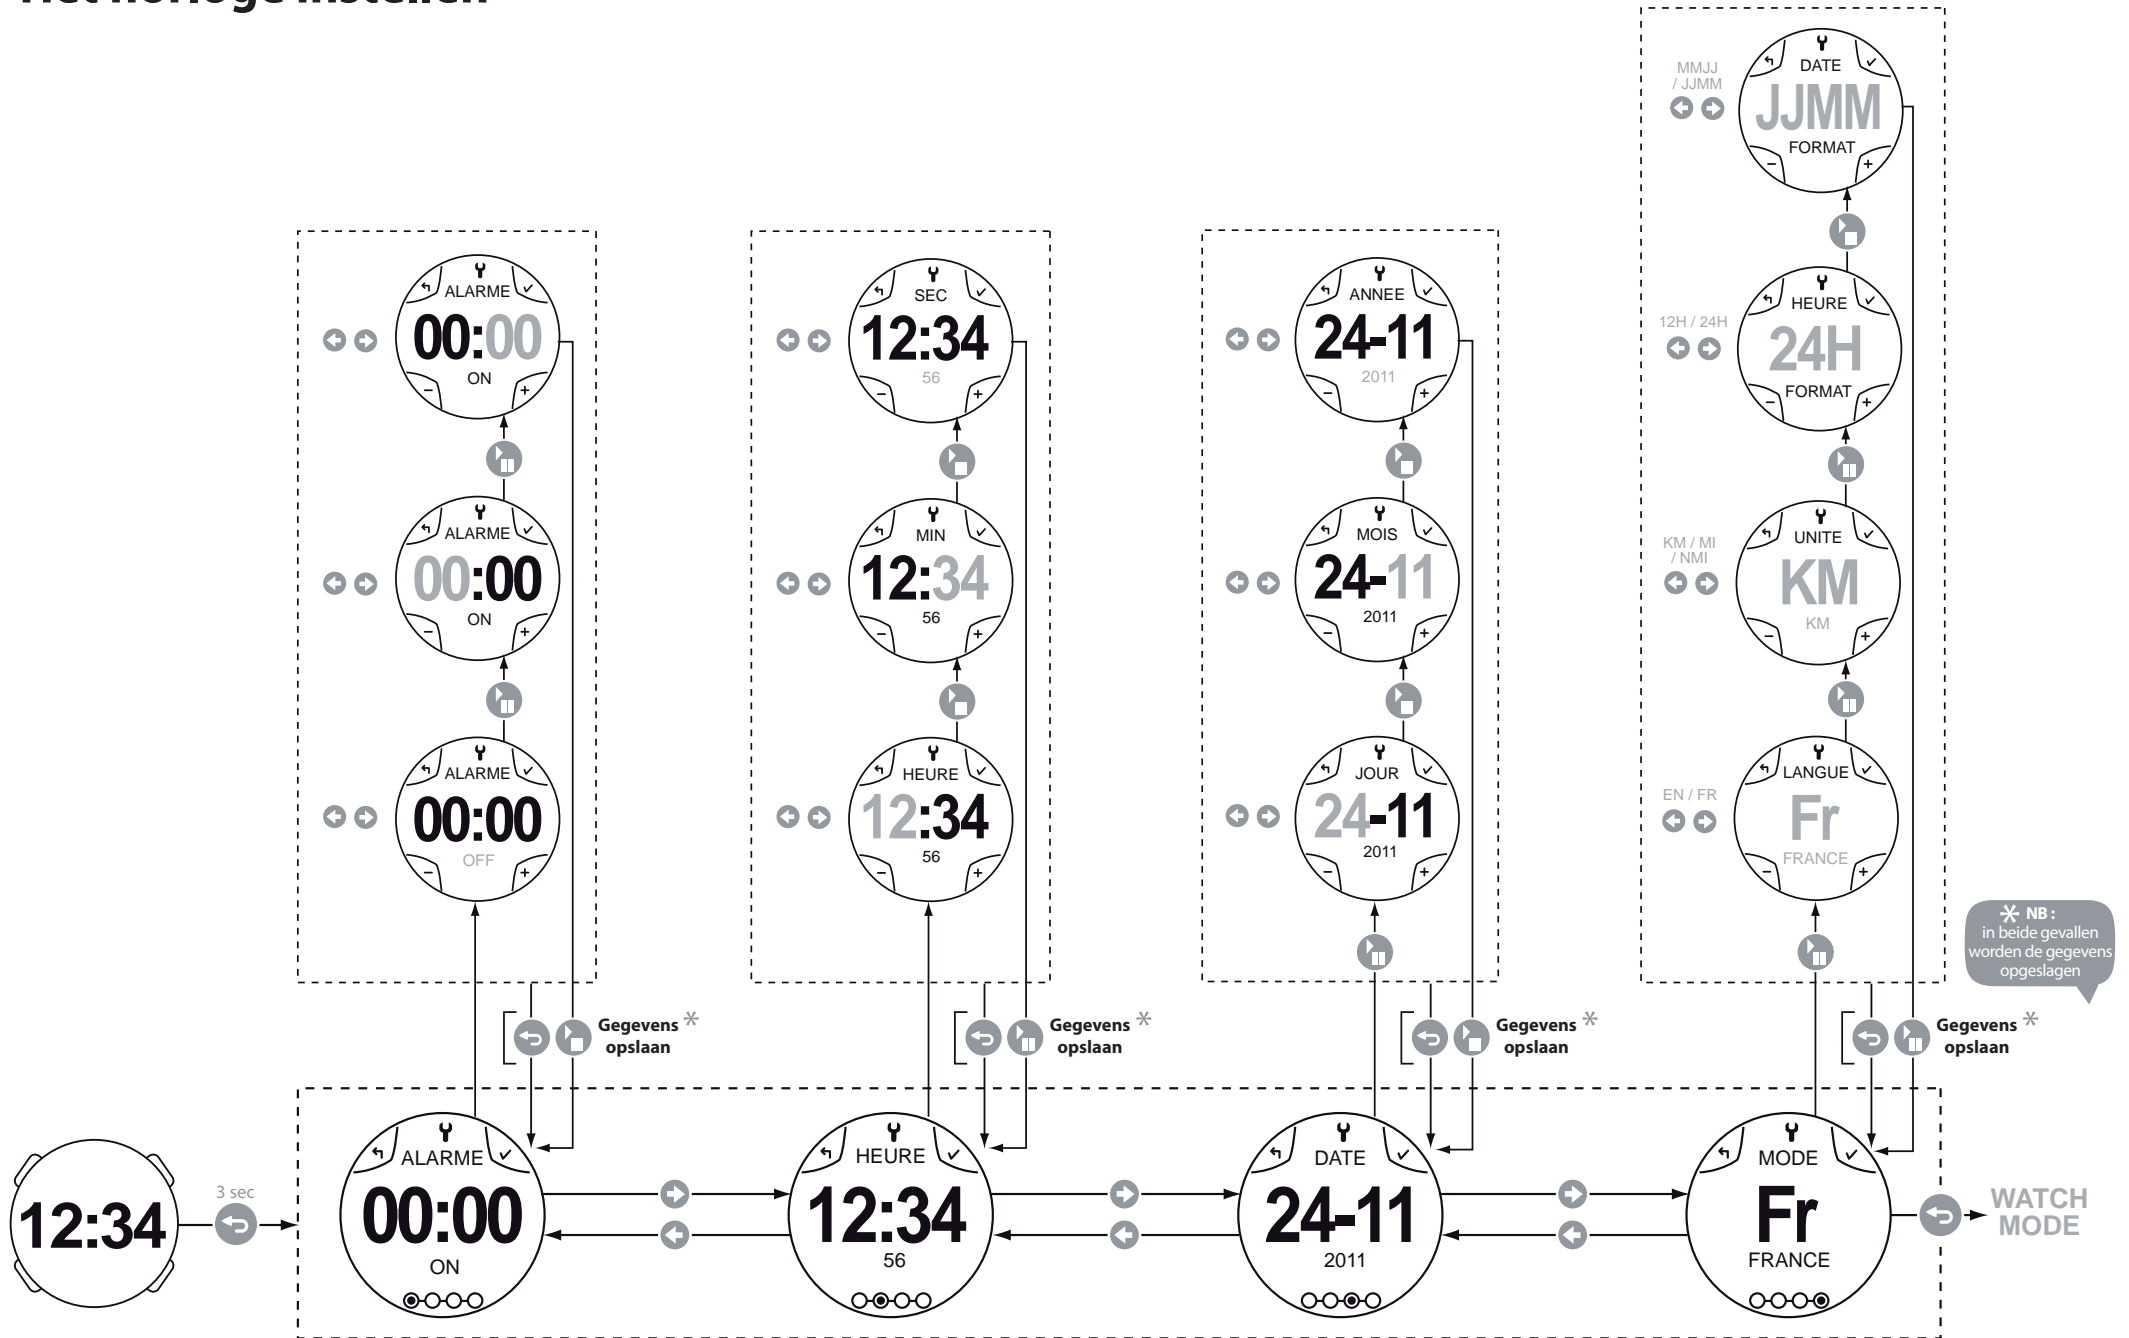 Het horloge instellen
MMJJ
/ JJMM
DATE
JJMM
FORMAT
12H / 24H
HEURE
24H
FORMAT
KM / MI
/ NMI
UNITE
KM
KM
EN / FR
LANGUE
Fr
FRANCE
ALARME
00:00
ON
ALARME
00:00
ON
ALARME
00:00
OFF
SEC
12:34
56
MIN
12:34
56
HEURE
12:34
56
ANNEE
24-11
2011
MOIS
24-11
2011
JOUR
24-11
2011
NB :
in beide gevallen
worden de gegevens
opgeslagen
Gegevens *
opslaan
Gegevens *
opslaan
Gegevens *
opslaan
Gegevens *
opslaan
12:34
3 sec
ALARME
00:00
ON
HEURE
12:34
56
DATE
24-11
2011
MODE
Fr
FRANCE
WATCH
MODE